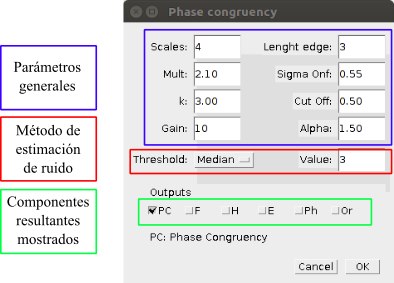 Phase congruency
Parámetros
generales
Método de
estimación
de ruido
Componentes
resultantes
mostrados
Scales: 4 Lenght edge: 3
Mult: 2.10 Sigma Onf: 0.55
k: 3.00 Cut Off: 0.50
Gain: 10 Alpha: 1.50
Threshold: Median Value: 3
Outputs
PC F H E Ph Or
PC: Phase Congruency
Cancel OK